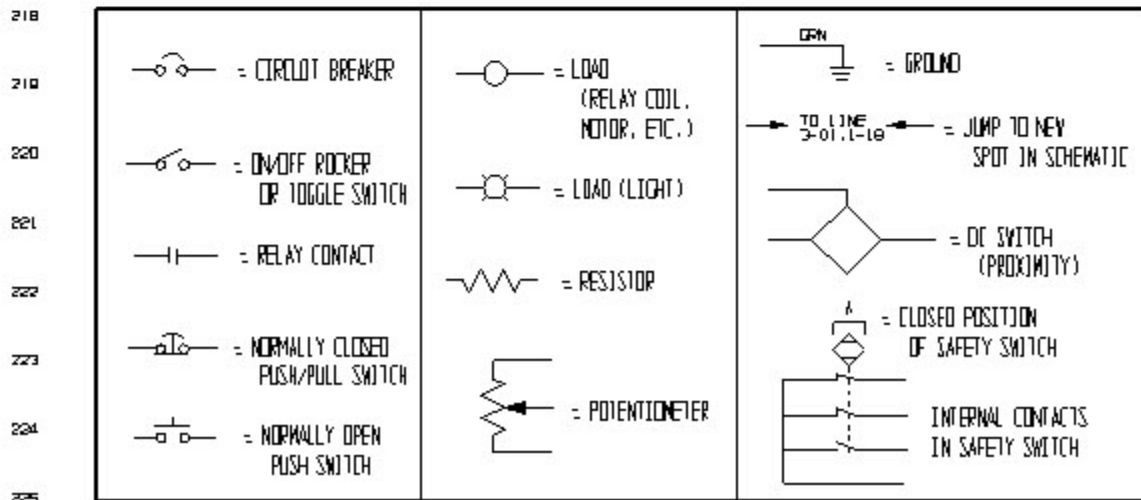 218
219
220
221
222
223
224
225
= CIRCUIT BREAKER
= ON/OFF ROCKER
OR TOGGLE SWITCH
= RELAY CONTACT
= NORMALLY CLOSED
PUSH/PULL SWITCH
= NORMALLY OPEN
PUSH SWITCH
= LOAD
(RELAY COIL,
MOTOR, ETC.)
= LOAD (LIGHT)
= RESISTOR
= POTENTIOMETER
GRN
= GROUND
TO LINE
= JUMP TO NEW
SPOT IN SCHEMATIC
= DC SWITCH
(PROXIMITY)
A
= CLOSED POSITION
OF SAFETY SWITCH
INTERNAL CONTACTS
IN SAFETY SWITCH